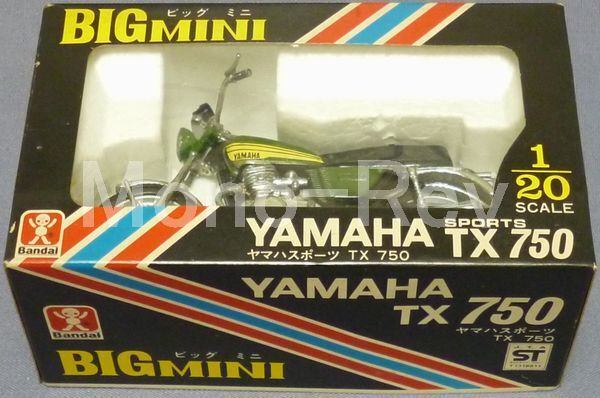 ビッグ ミニ
BIGMINI
YAMAHA
1/20
SCALE
Bandai
YAMAHA SPORTS TX 750
ヤマハスポーツ TX 750
Mono-Rev
YAMAHA
TX 750
ヤマハスポーツ
TX 750
Bandai
ビッグ ミニ
BIGMINI
ST